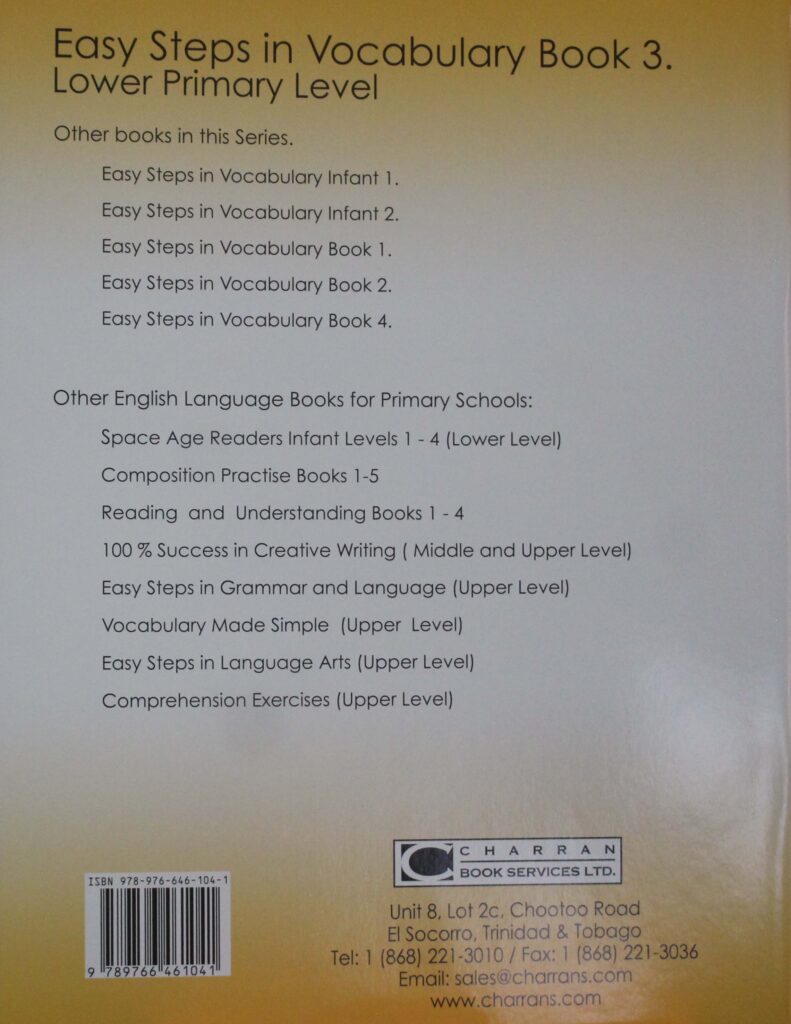 Easy Steps in Vocabulary Book 3.
Lower Primary Level
Other books in this Series.
Easy Steps in Vocabulary Infant 1.
Easy Steps in Vocabulary Infant 2.
Easy Steps in Vocabulary Book 1.
Easy Steps in Vocabulary Book 2.
Easy Steps in Vocabulary Book 4.
Other English Language Books for Primary Schools:
Space Age Readers Infant Levels 1 - 4 (Lower Level)
Composition Practise Books 1-5
Reading and Understanding Books 1 - 4
100 % Success in Creative Writing ( Middle and Upper Level)
Easy Steps in Grammar and Language (Upper Level)
Vocabulary Made Simple (Upper Level)
Easy Steps in Language Arts (Upper Level)
Comprehension Exercises (Upper Level)
CHARRAN
BOOK SERVICES LTD.
ISBN 978-976-646-104-1
9 789766 461041
Unit 8, Lot 2c, Chootoo Road
El Socorro, Trinidad & Tobago
Tel: 1 (868) 221-3010 / Fax: 1 (868) 221-3036
Email: sales@charrans.com
www.charrans.com